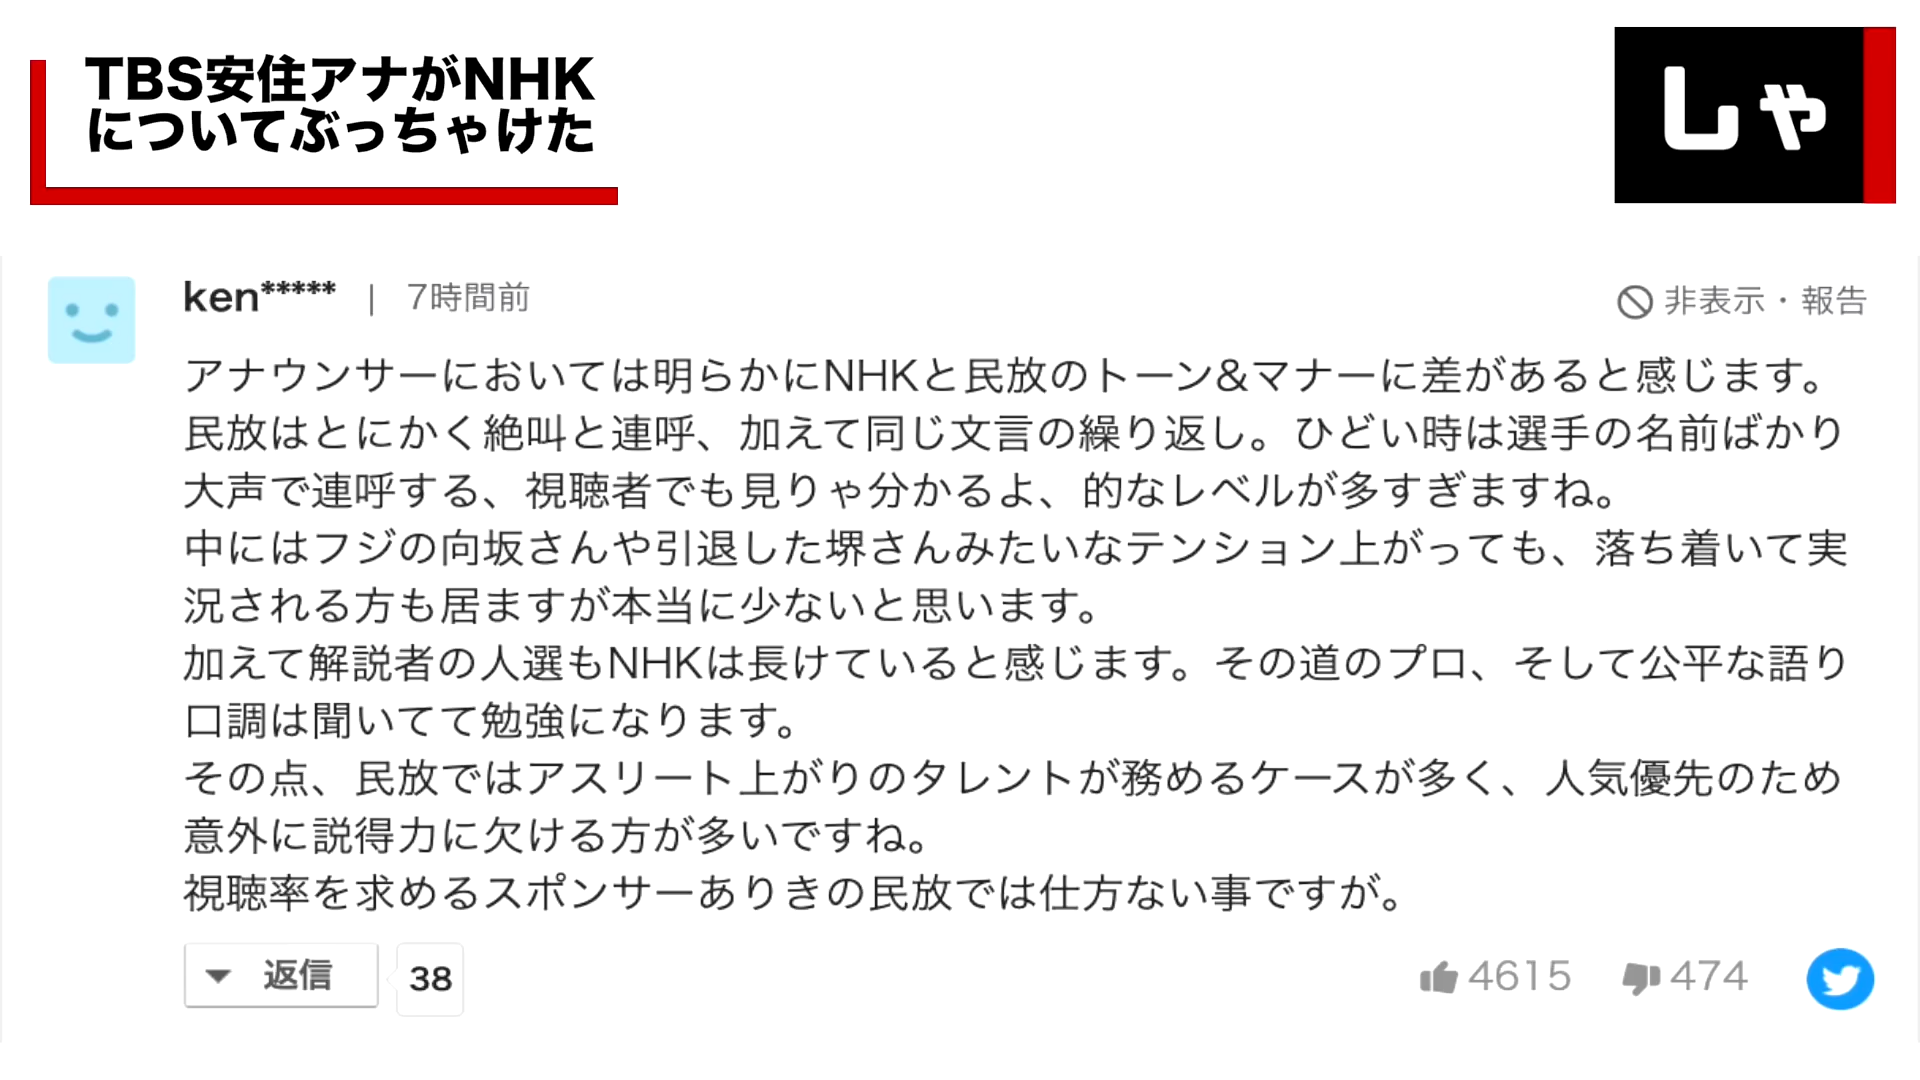 TBS安住アナがNHK
についてぶっちゃけた
しゃ
ken***** | 7時間前
非表示・報告
アナウンサーにおいては明らかにNHKと民放のトーン&マナーに差があると感じます。
民放はとにかく絶叫と連呼、加えて同じ文言の繰り返し。ひどい時は選手の名前ばかり
大声で連呼する、視聴者でも見りゃ分かるよ、的なレベルが多すぎますね。
中にはフジの向坂さんや引退した堺さんみたいなテンション上がっても、落ち着いて実
況される方も居ますが本当に少ないと思います。
加えて解説者の人選もNHKは長けていると感じます。その道のプロ、そして公平な語り
口調は聞いてて勉強になります。
その点、民放ではアスリート上がりのタレントが務めるケースが多く、人気優先のため
意外に説得力に欠ける方が多いですね。
視聴率を求めるスポンサーありきの民放では仕方ない事ですが。
返信 38
4615 474